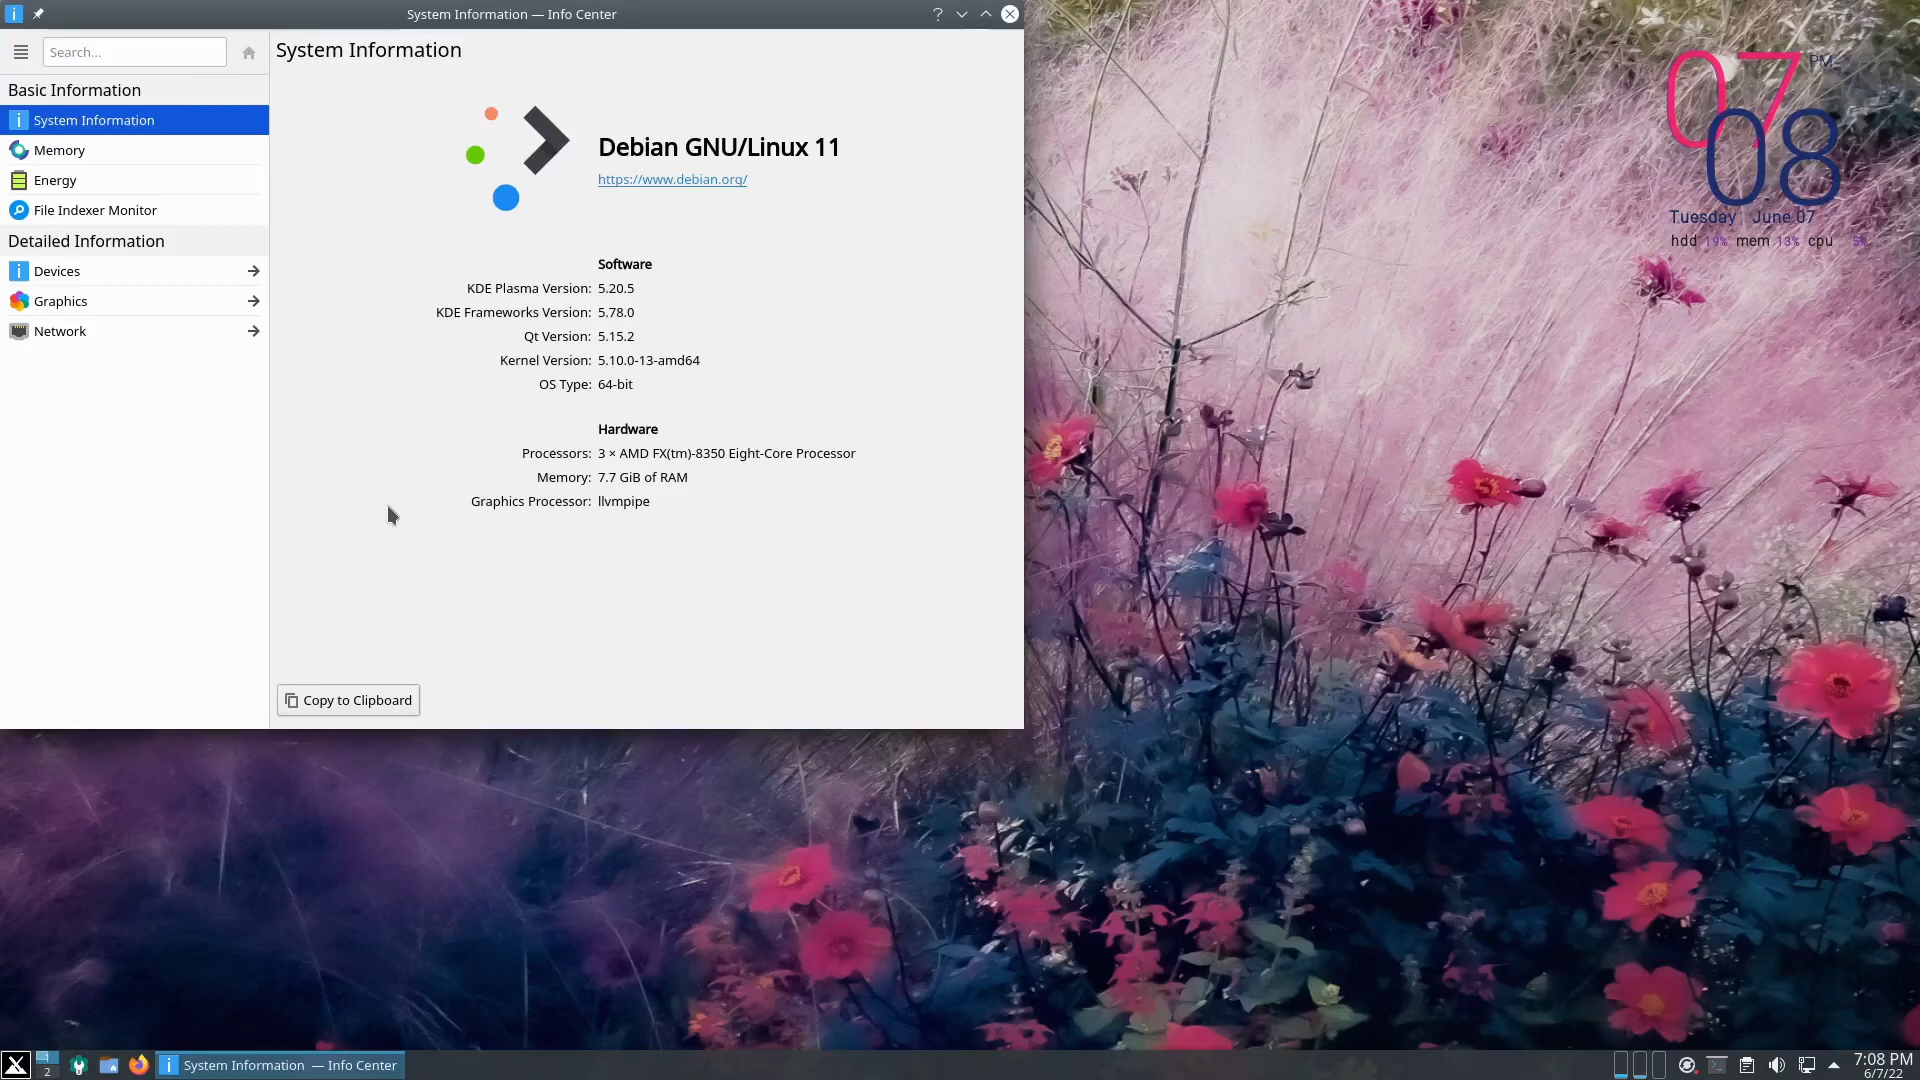 System Information — Info Center
Search...
System Information
Basic Information
System Information
Memory
Energy
File Indexer Monitor
Detailed Information
Devices
Graphics
Network
Debian GNU/Linux 11
https://www.debian.org/
Software
KDE Plasma Version: 5.20.5
KDE Frameworks Version: 5.78.0
Qt Version: 5.15.2
Kernel Version: 5.10.0-13-amd64
OS Type: 64-bit
Hardware
Processors: 3 × AMD FX(tm)-8350 Eight-Core Processor
Memory: 7.7 GiB of RAM
Graphics Processor: llvmpipe
Copy to Clipboard
07 PM
08
Tuesday June 07
hdd 19% mem 13% cpu 5%
1
2
System Information — Info Center
7:08 PM
6/7/22